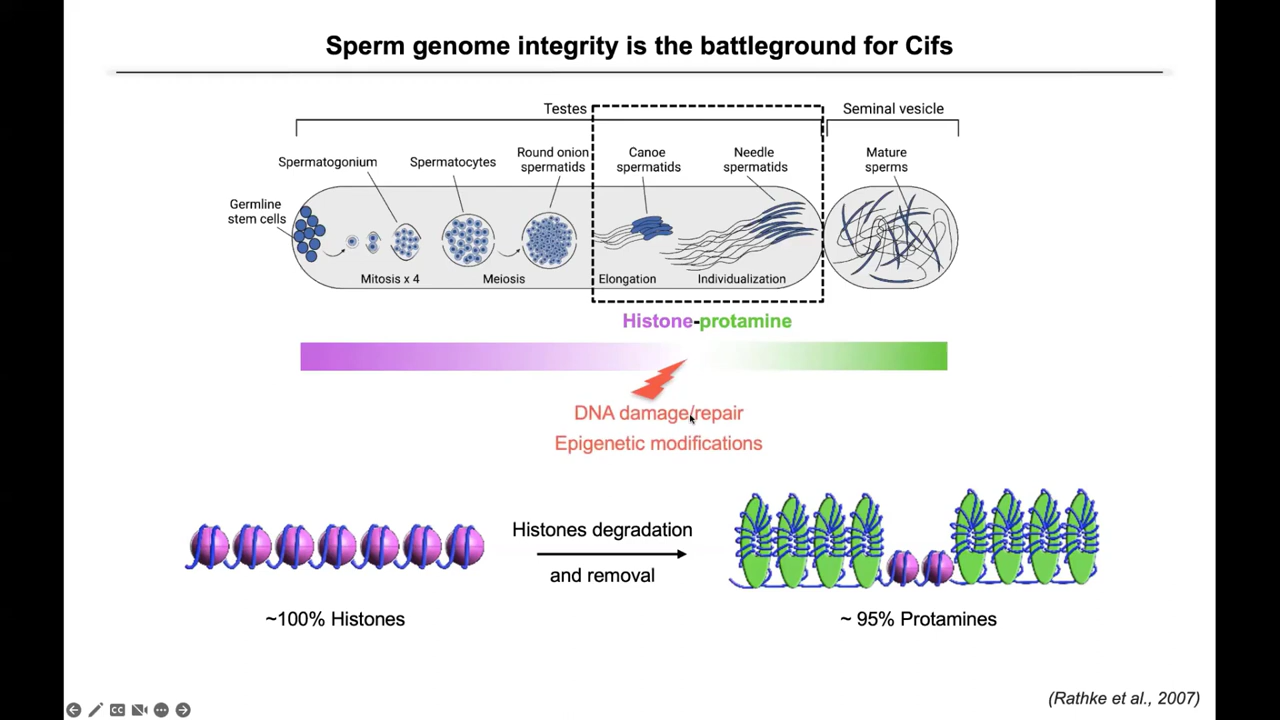 Sperm genome integrity is the battleground for Cifs
Testes
Seminal vesicle
Spermatogonium
Spermatocytes
Round onion
spermatids
Canoe
spermatids
Needle
spermatids
Mature
sperms
Germline
stem cells
Mitosis x 4
Meiosis
Elongation
Individualization
Histone-protamine
DNA damage/repair
Epigenetic modifications
Histones degradation
and removal
~100% Histones
~ 95% Protamines
(Rathke et al., 2007)
CC